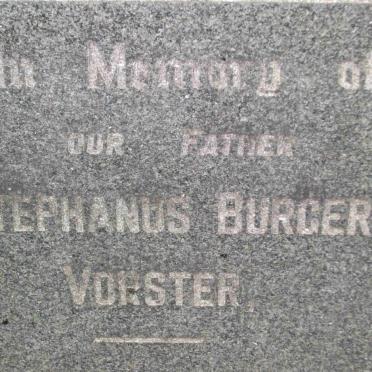 In Memory of
OUR FATHER
STEPHANUS BURGER
VORSTER.